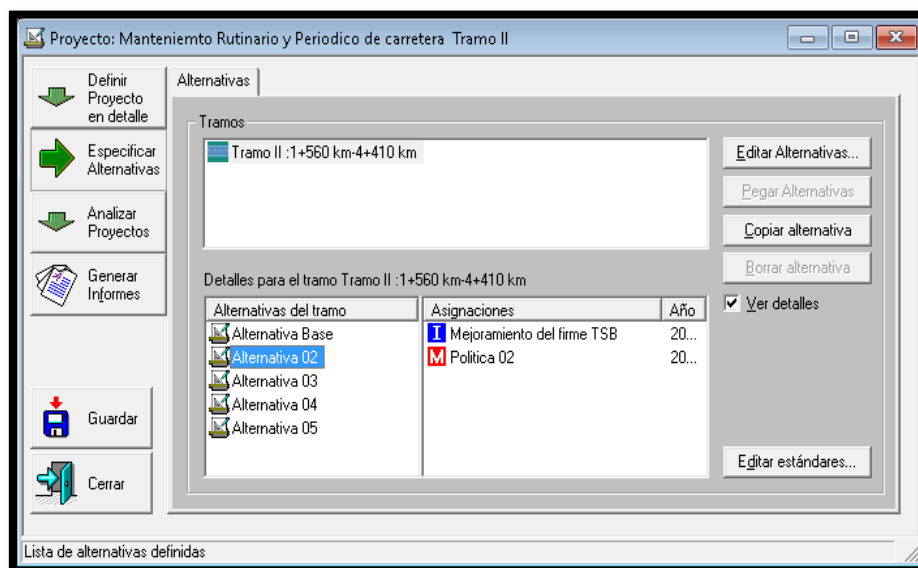 Proyecto: Manteniemto Rutinario y Periodico de carretera Tramo II
Definir
Proyecto
en detalle
Especificar
Alternativas
Analizar
Proyectos
Generar
Informes
Guardar
Cerrar
Alternativas
Tramos
Tramo II :1+560 km-4+410 km
Editar Alternativas...
Pegar Alternativas
Copiar alternativa
Borrar alternativa
Ver detalles
Detalles para el tramo Tramo II :1+560 km-4+410 km
Alternativas del tramo
Asignaciones
Año
Alternativa Base
Mejoramiento del firme TSB
20...
Alternativa 02
M Politica 02
20...
Alternativa 03
Alternativa 04
Alternativa 05
Editar estándares...
Lista de alternativas definidas